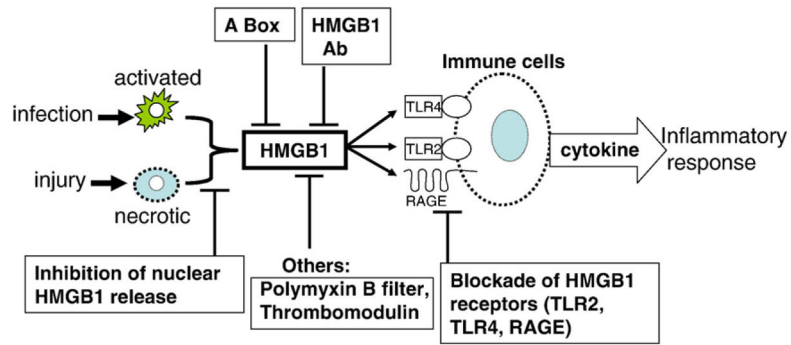 A Box
HMGB1
Ab
Immune cells
activated
infection
TLR4
HMGB1
TLR2
cytokine
Inflammatory
response
injury
necrotic
RAGE
Inhibition of nuclear
HMGB1 release
Others:
Polymyxin B filter,
Thrombomodulin
Blockade of HMGB1
receptors (TLR2,
TLR4, RAGE)